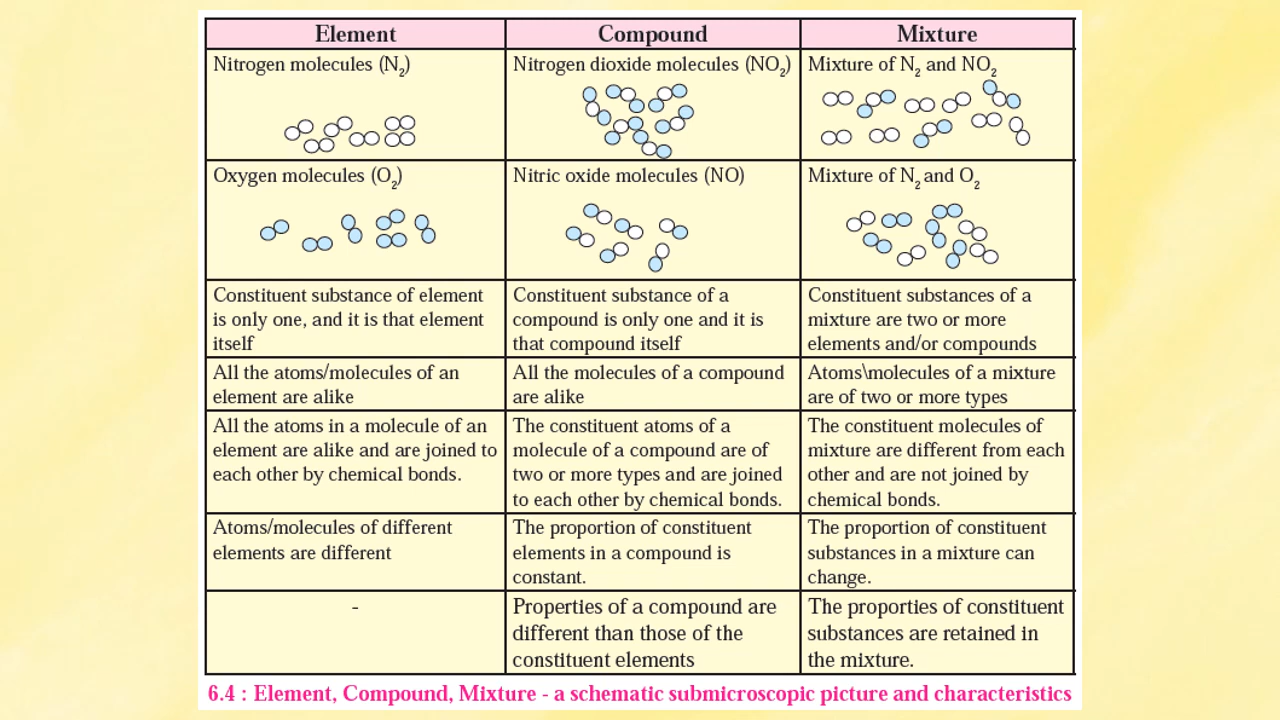 Element
Compound
Mixture
Nitrogen molecules (N2)
Nitrogen dioxide molecules (NO2)
Mixture of N2 and NO2
Oxygen molecules (O2)
Nitric oxide molecules (NO)
Mixture of N2 and O2
Constituent substance of element
is only one, and it is that element
itself
Constituent substance of a
compound is only one and it is
that compound itself
Constituent substances of a
mixture are two or more
elements and/or compounds
All the atoms/molecules of an
element are alike
All the molecules of a compound
are alike
Atoms\molecules of a mixture
are of two or more types
All the atoms in a molecule of an
element are alike and are joined to
each other by chemical bonds.
The constituent atoms of a
molecule of a compound are of
two or more types and are joined
to each other by chemical bonds.
The constituent molecules of
mixture are different from each
other and are not joined by
chemical bonds.
Atoms/molecules of different
elements are different
The proportion of constituent
elements in a compound is
constant.
The proportion of constituent
substances in a mixture can
change.
-
Properties of a compound are
different than those of the
constituent elements
The proporties of constituent
substances are retained in
the mixture.
6.4 : Element, Compound, Mixture - a schematic submicroscopic picture and characteristics